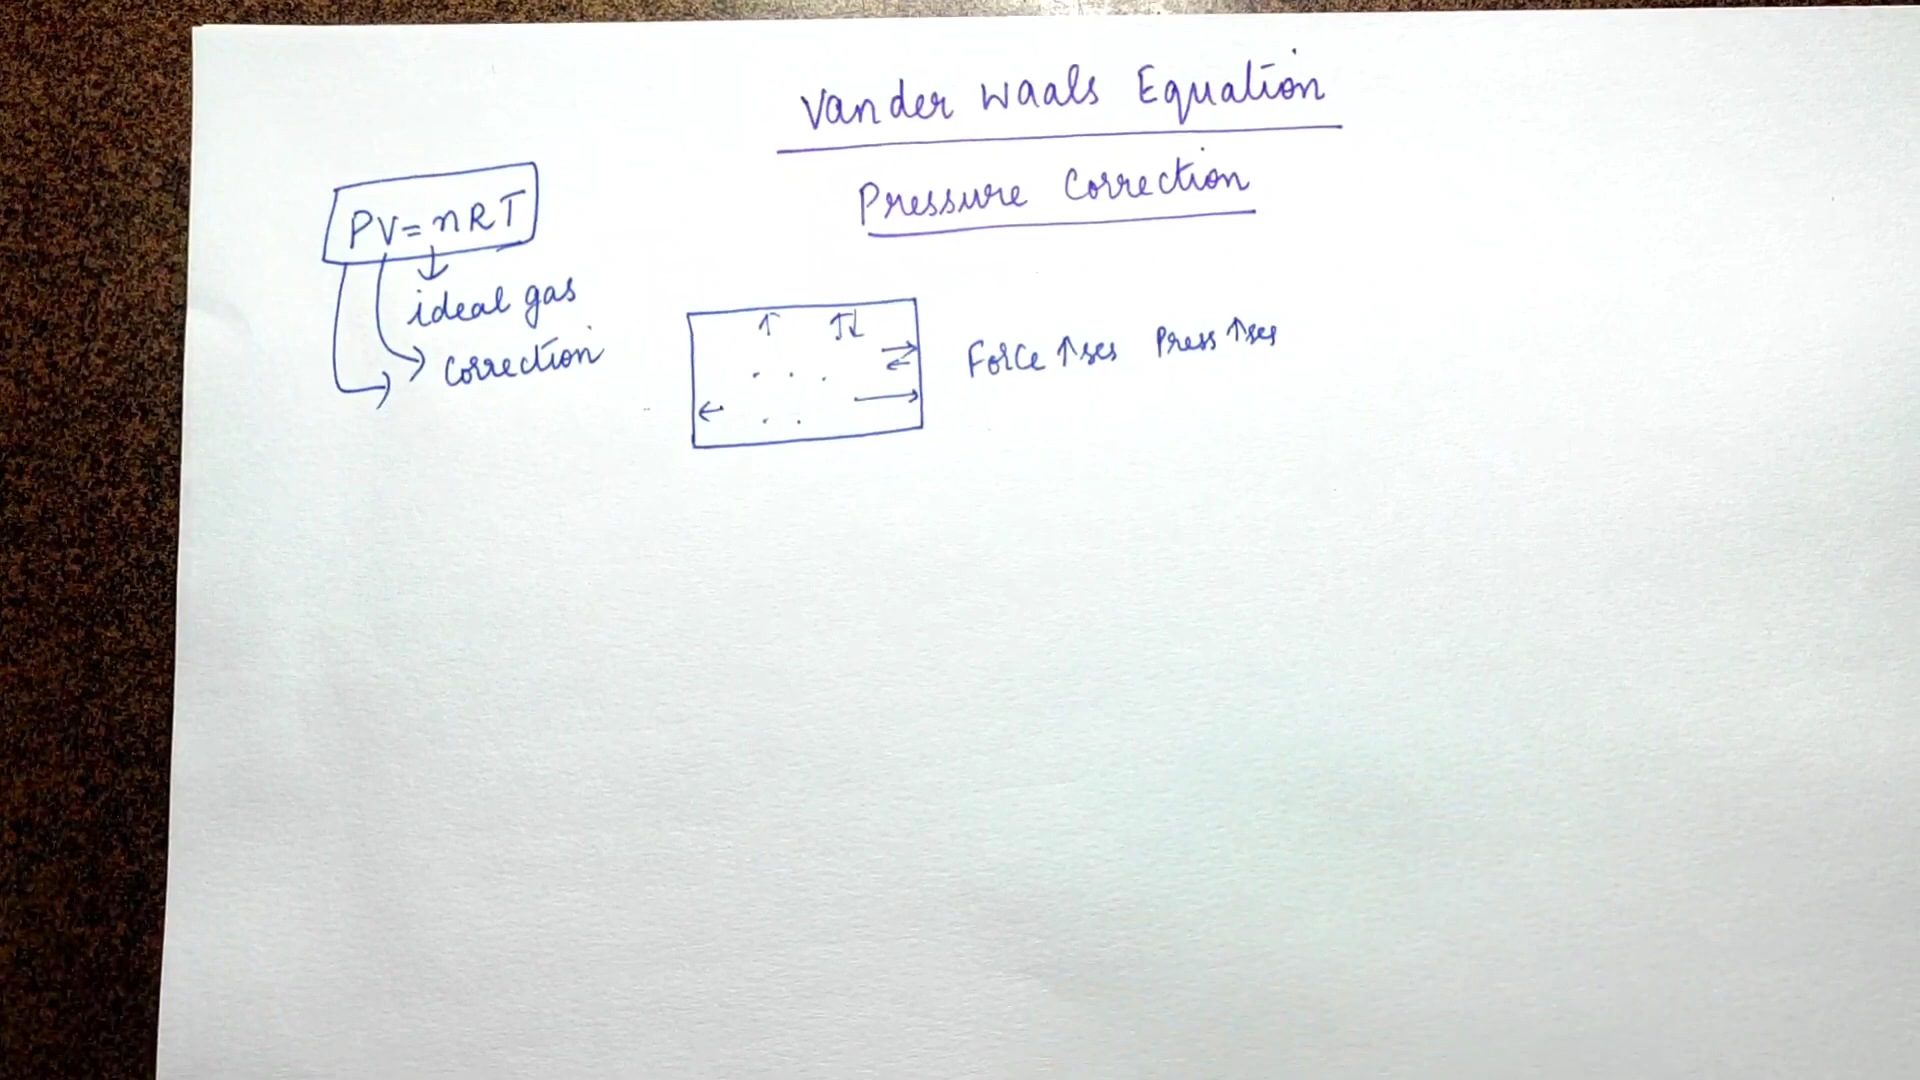 Vander Waals Equation
Pressure Correction
PV=nRT
ideal gas
correction
Force ↑ses Press ↑ses